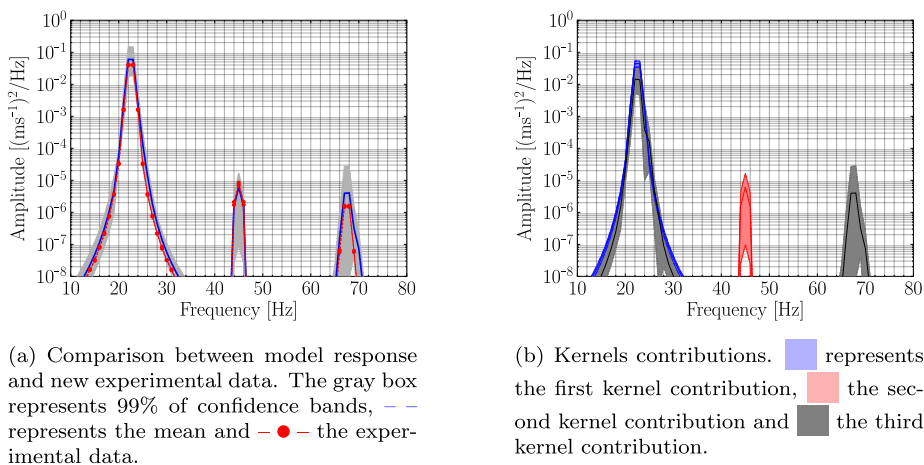 10^0
10^-1
10^-2
10^-3
10^-4
10^-5
10^-6
10^-7
10^-8
Amplitude [(ms^-1)^2/Hz]
10 20 30 40 50 60 70 80
Frequency [Hz]
(a) Comparison between model response
and new experimental data. The gray box
represents 99% of confidence bands, – –
represents the mean and – ● – the exper-
imental data.
10^0
10^-1
10^-2
10^-3
10^-4
10^-5
10^-6
10^-7
10^-8
Amplitude [(ms^-1)^2/Hz]
10 20 30 40 50 60 70 80
Frequency [Hz]
(b) Kernels contributions. represents
the first kernel contribution, the sec-
ond kernel contribution and the third
kernel contribution.